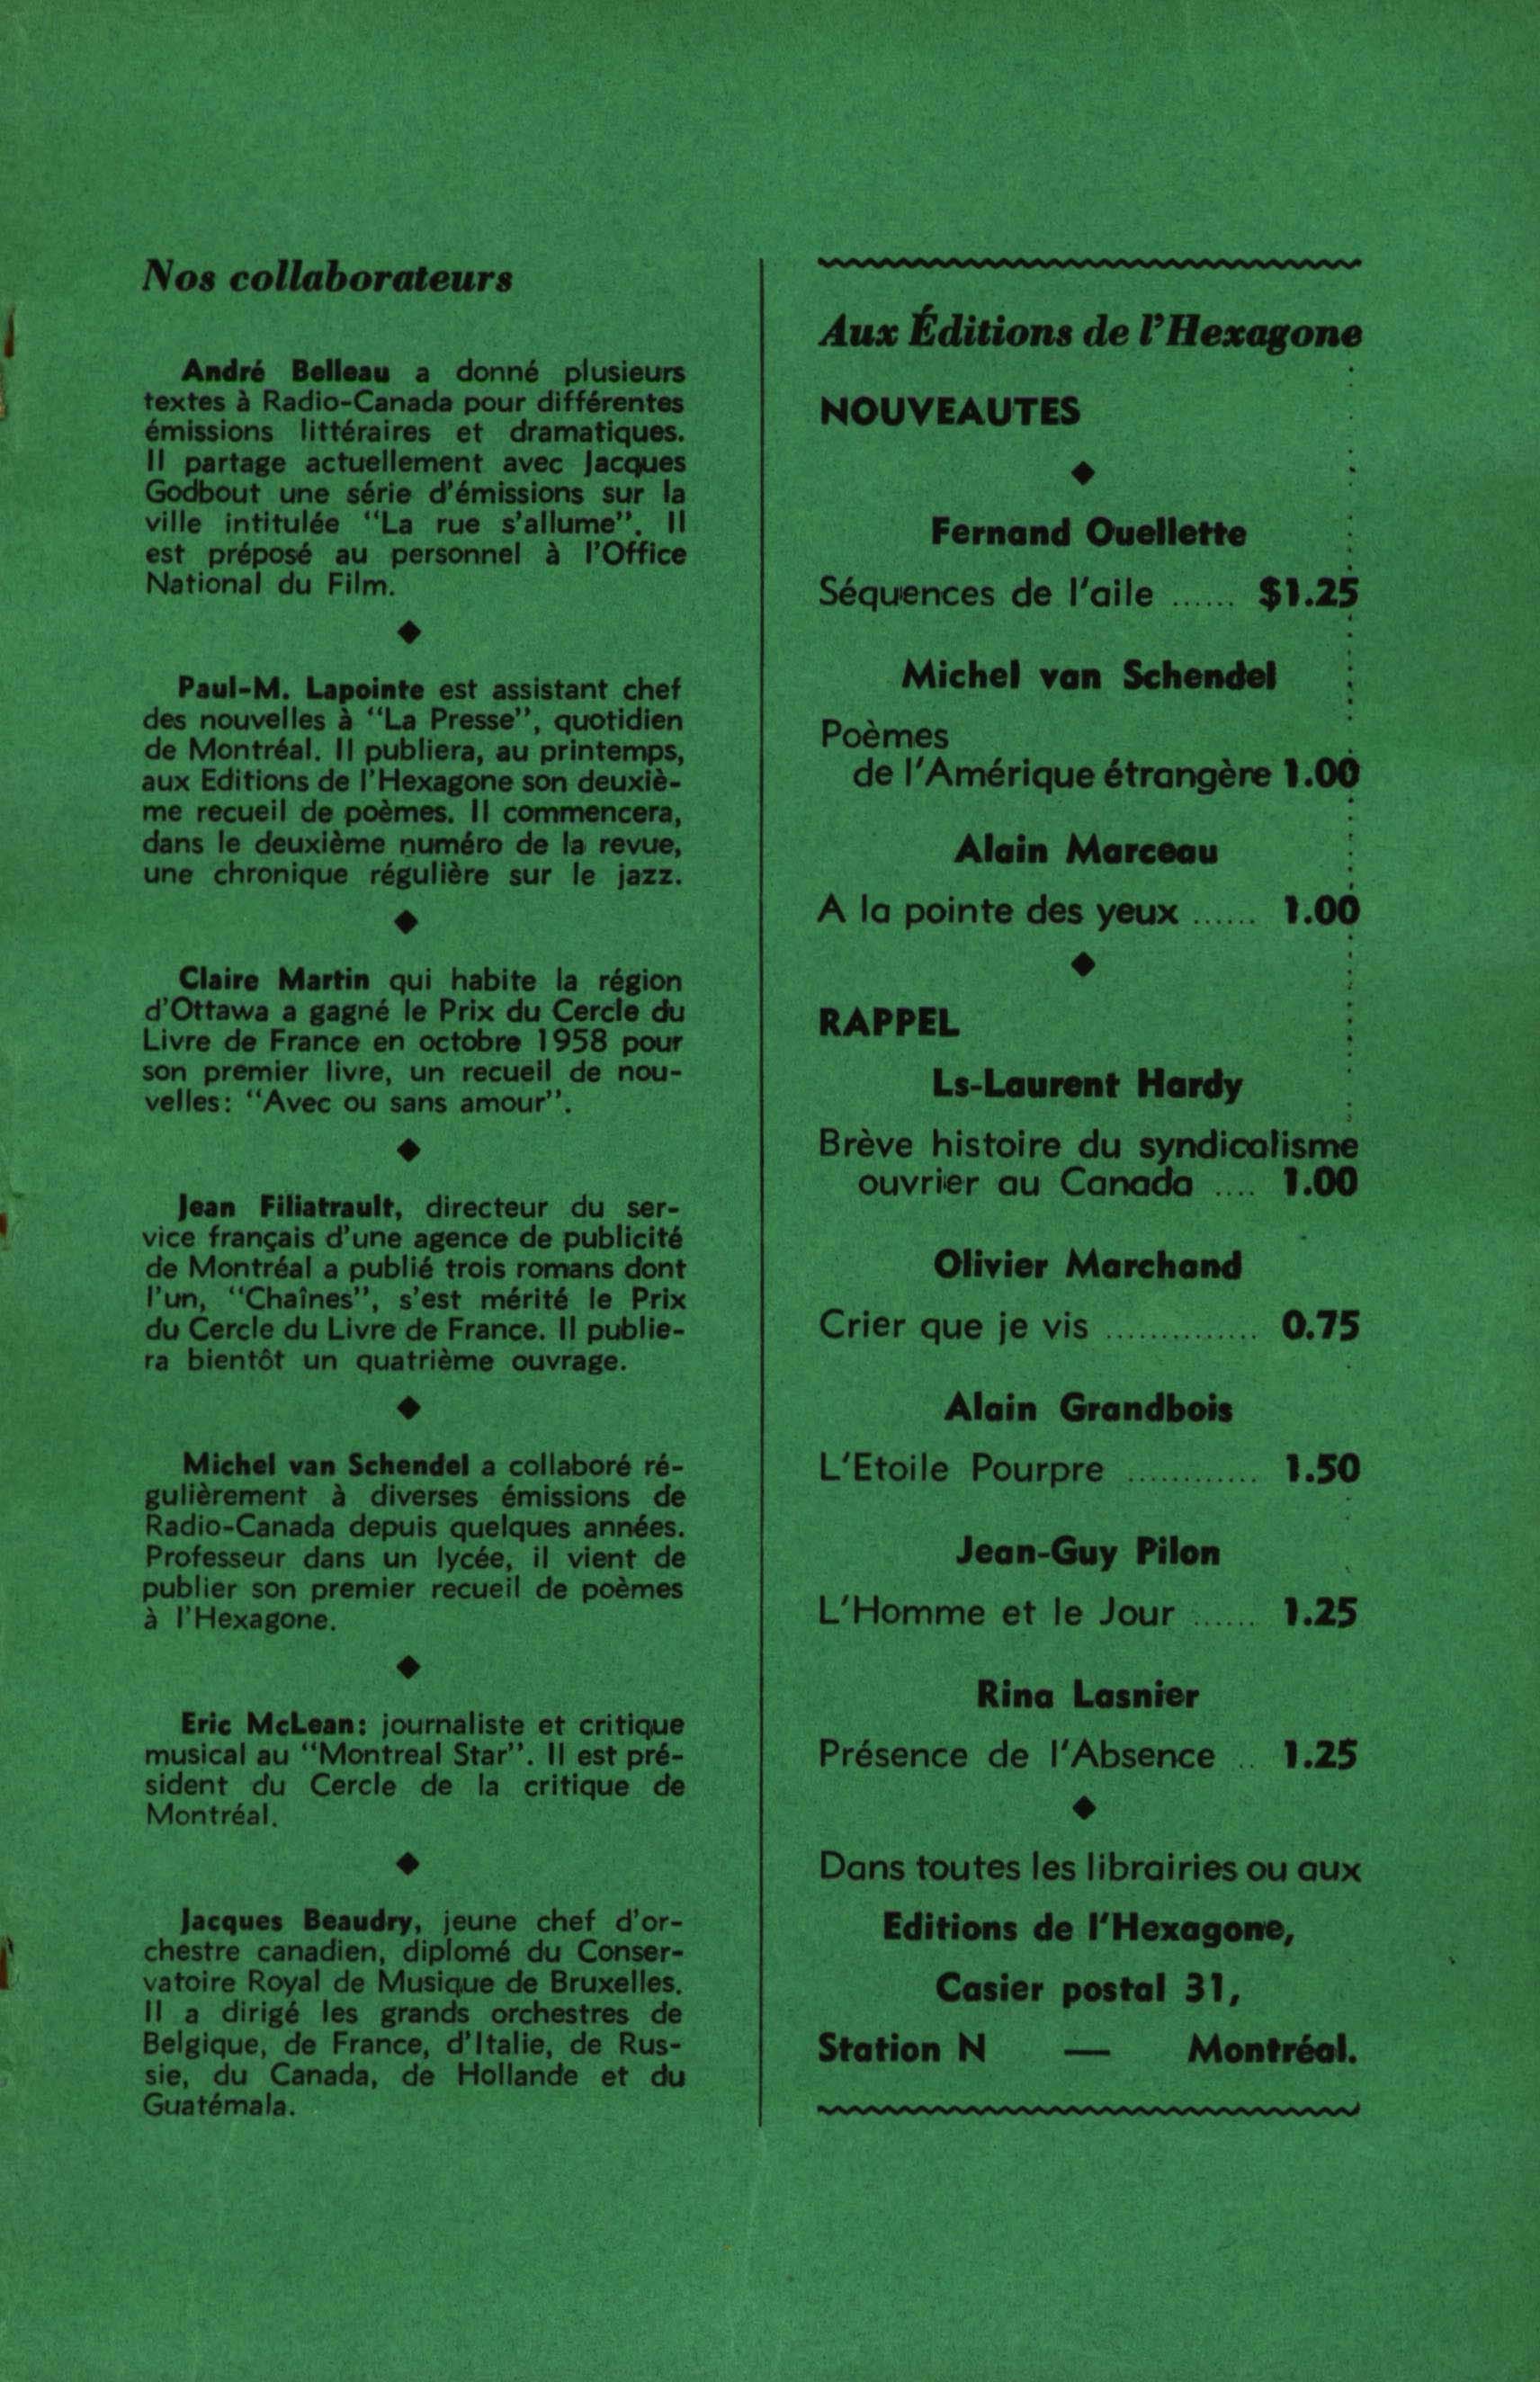 Nos collaborateurs
André Belleau a donné plusieurs
textes à Radio-Canada pour différentes
émissions littéraires et dramatiques.
Il partage actuellement avec Jacques
Godbout une série d'émissions sur la
ville intitulée "La rue s'allume". Il
est préposé au personnel à l'Office
National du Film.
Paul-M. Lapointe est assistant chef
des nouvelles à "La Presse", quotidien
de Montréal. Il publiera, au printemps,
aux Editions de l'Hexagone son deuxiè-
me recueil de poèmes. Il commencera,
dans le deuxième numéro de la revue,
une chronique régulière sur le jazz.
Claire Martin qui habite la région
d'Ottawa a gagné le Prix du Cercle du
Livre de France en octobre 1958 pour
son premier livre, un recueil de nou-
velles: "Avec ou sans amour".
Jean Filiatrault, directeur du ser-
vice français d'une agence de publicité
de Montréal a publié trois romans dont
l'un, "Chaînes", s'est mérité le Prix
du Cercle du Livre de France. Il publie-
ra bientôt un quatrième ouvrage.
Michel van Schendel a collaboré ré-
gulièrement à diverses émissions de
Radio-Canada depuis quelques années.
Professeur dans un lycée, il vient de
publier son premier recueil de poèmes
à l'Hexagone.
Eric McLean: journaliste et critique
musical au "Montreal Star". Il est pré-
sident du Cercle de la critique de
Montréal.
Jacques Beaudry, jeune chef d'or-
chestre canadien, diplomé du Conser-
vatoire Royal de Musique de Bruxelles.
Il a dirigé les grands orchestres de
Belgique, de France, d'Italie, de Rus-
sie, du Canada, de Hollande et du
Guatémala.
Aux Éditions de l'Hexagone
NOUVEAUTES
Fernand Ouellette
Séquences de l'aile ...... $1.25
Michel van Schendel
Poèmes
de l'Amérique étrangère 1.00
Alain Marceau
A la pointe des yeux ...... 1.00
RAPPEL
Ls-Laurent Hardy
Brève histoire du syndicalisme
ouvrier au Canada .... 1.00
Olivier Marchand
Crier que je vis .............. 0.75
Alain Grandbois
L'Etoile Pourpre ............ 1.50
Jean-Guy Pilon
L'Homme et le Jour ...... 1.25
Rina Lasnier
Présence de l'Absence .. 1.25
Dans toutes les librairies ou aux
Editions de l'Hexagone,
Casier postal 31,
Station N — Montréal.